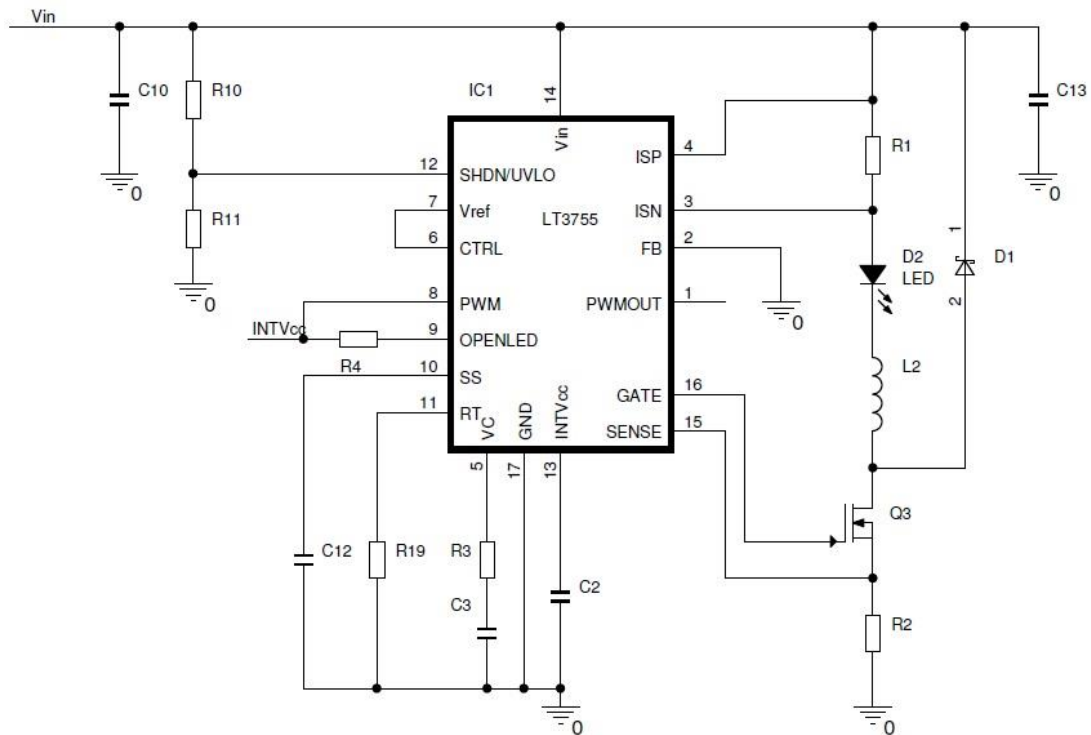 Vin
C10
R10
IC1
14
Vin
C13
R1
4
ISP
12
SHDN/UVLO
0
0
R11
7
Vref
LT3755
ISN
3
6
CTRL
FB
2
D2
LED
1
D1
2
0
8
PWM
PWMOUT
1
0
INTVcc
9
OPENLED
R4
10
SS
L2
11
RT
VC
GND
INTVcc
GATE
16
SENSE
15
5
17
13
Q3
C12
R19
R3
C3
C2
R2
0
0